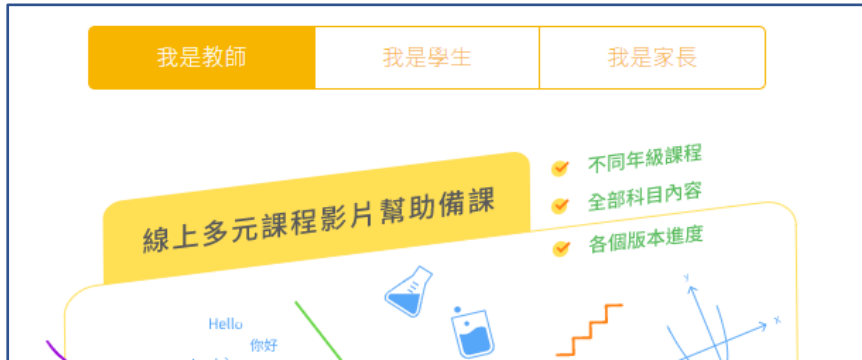 我是教師
我是學生
我是家長
不同年級課程
全部科目內容
各個版本進度
線上多元課程影片幫助備課
Hello
你好
y
x